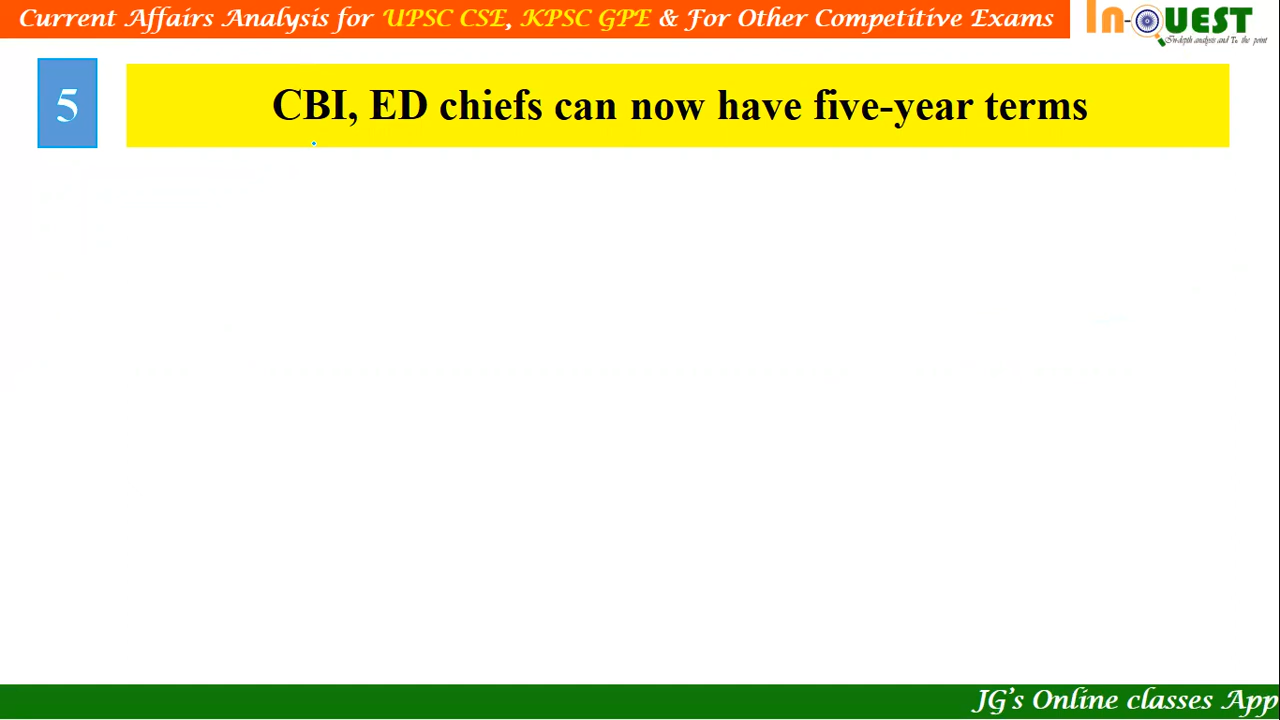 Current Affairs Analysis for UPSC CSE, KPSC GPE & For Other Competitive Exams
In-QUEST
In-depth analysis and To the point
5
CBI, ED chiefs can now have five-year terms
JG's Online classes App